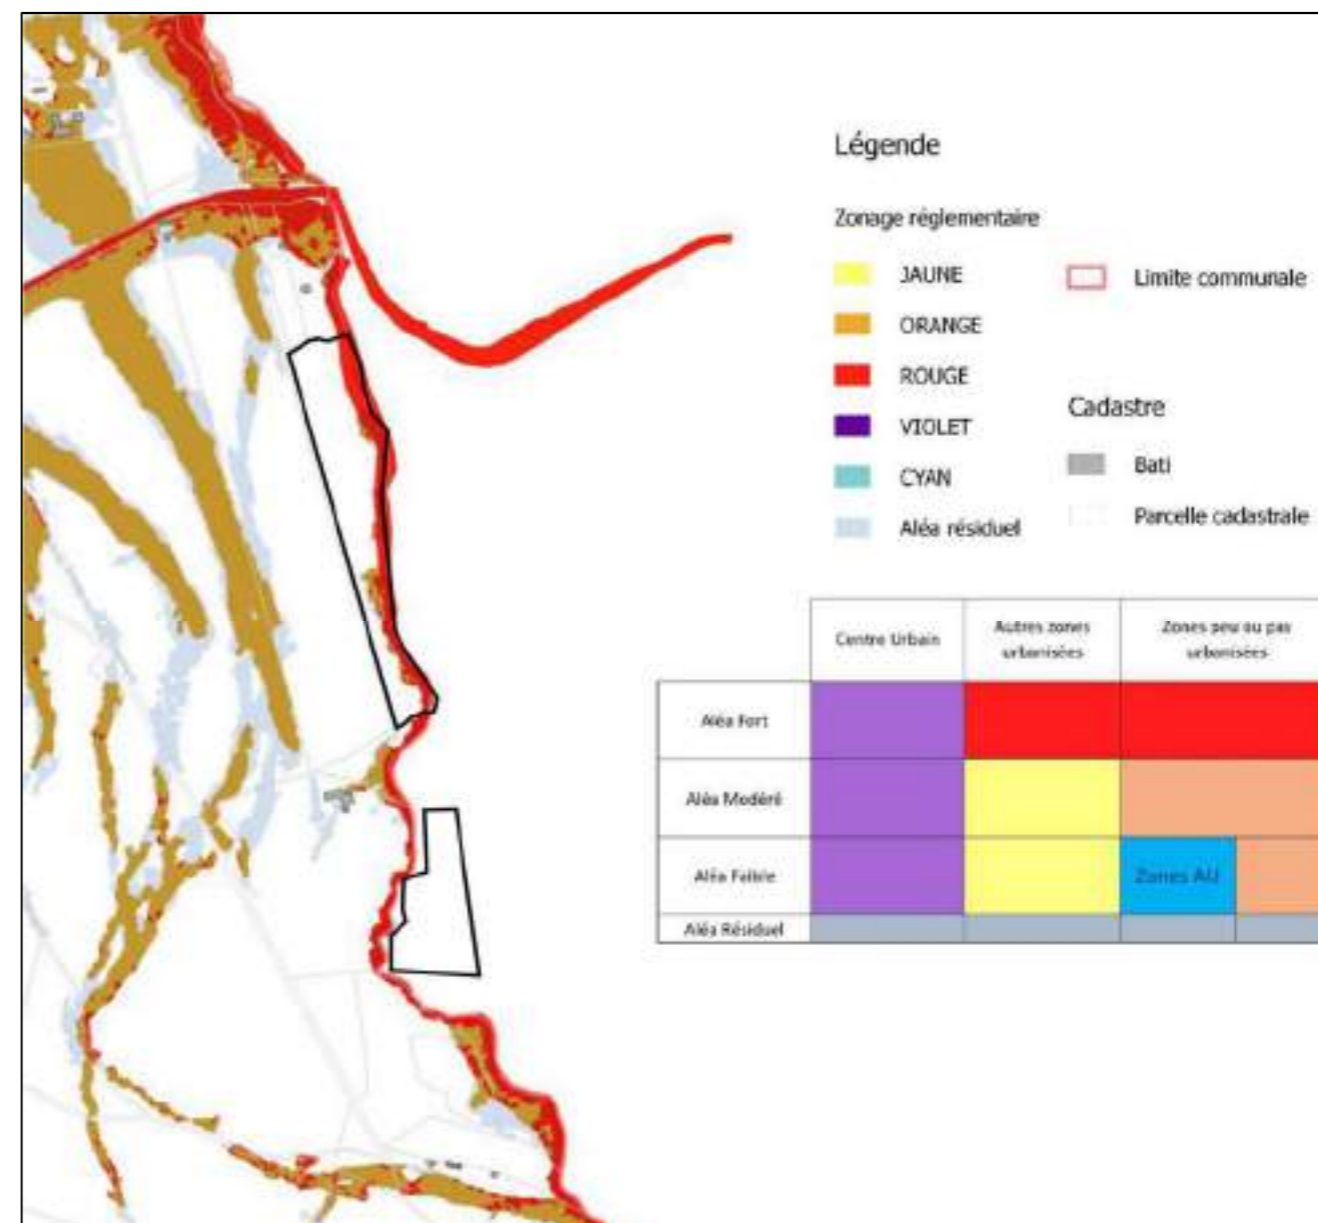 Légende
Zonage réglementaire
JAUNE
ORANGE
ROUGE
VIOLET
CYAN
Aléa résiduel
Limite communale
Cadastre
Bati
Parcelle cadastrale
Centre Urbain
Autres zones
urbanisées
Zones peu ou pas
urbanisées
Aléa Fort
Aléa Modéré
Aléa Faible
Zones AU
Aléa Résiduel